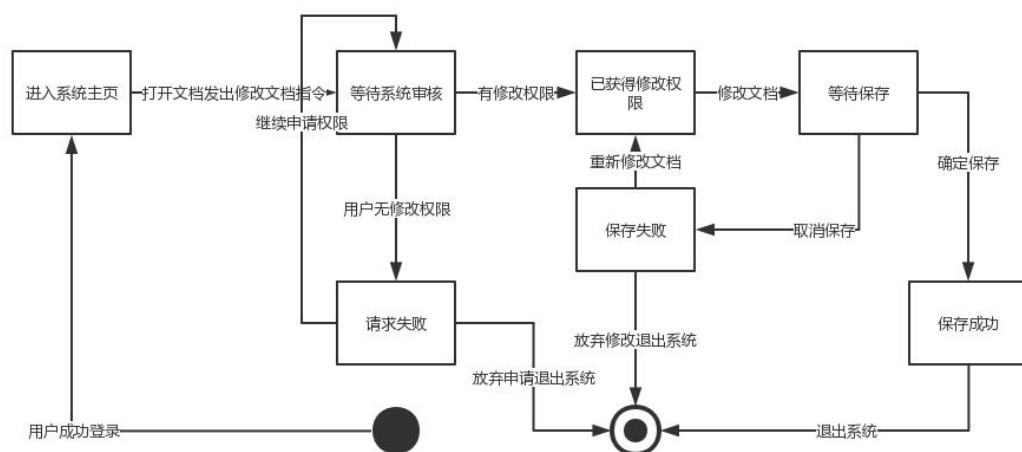 进入系统主页
打开文档发出修改文档指令
等待系统审核
有修改权限
已获得修改权
限
修改文档
等待保存
继续申请权限
重新修改文档
确定保存
用户无修改权限
保存失败
取消保存
请求失败
保存成功
放弃修改退出系统
放弃申请退出系统
用户成功登录
退出系统